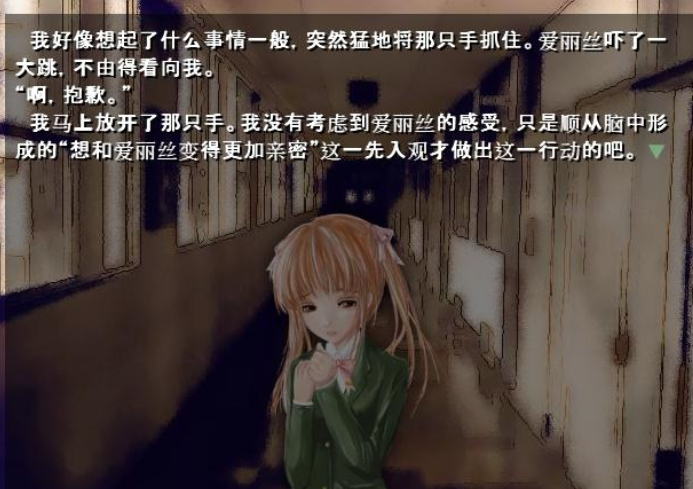 我好像想起了什么事情一般，突然猛地将那只手抓住。爱丽丝吓了一
大跳，不由得看向我。
“啊，抱歉。”
我马上放开了那只手。我没有考虑到爱丽丝的感受，只是顺从脑中形
成的“想和爱丽丝变得更加亲密”这一先入观才做出这一行动的吧。